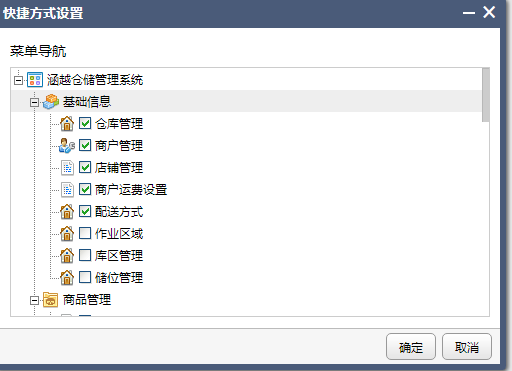 快捷方式设置
菜单导航
涵越仓储管理系统
基础信息
仓库管理
商户管理
店铺管理
商户运费设置
配送方式
作业区域
库区管理
储位管理
商品管理
确定
取消